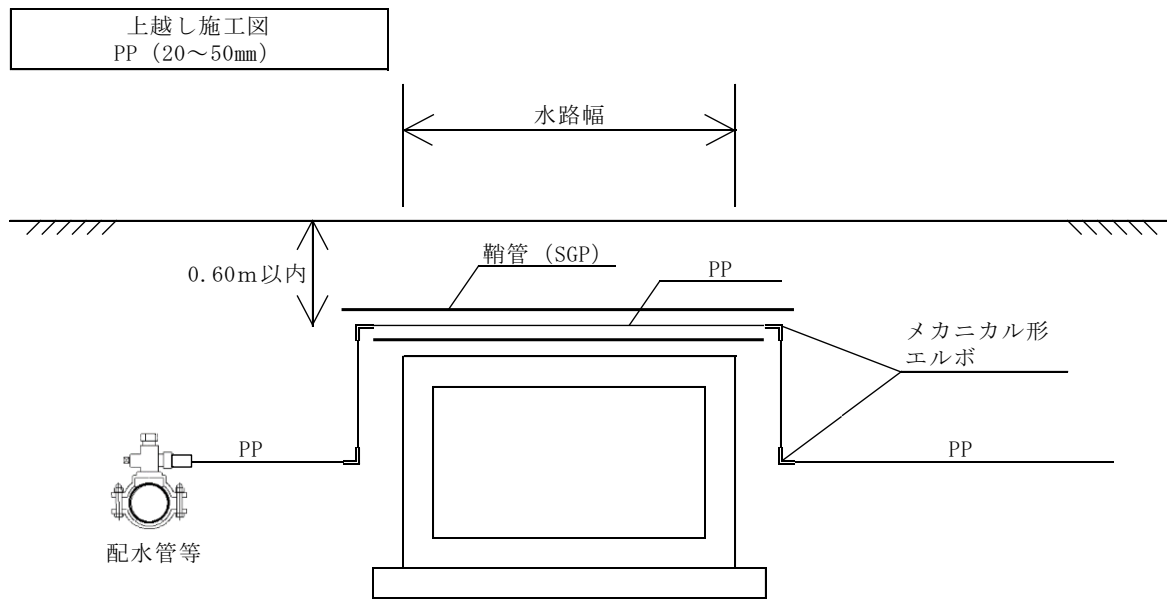 上越し施工図
PP (20〜50㎜)
水路幅
鞘管 (SGP)
PP
0.60ｍ以内
メカニカル形
エルボ
PP
PP
配水管等